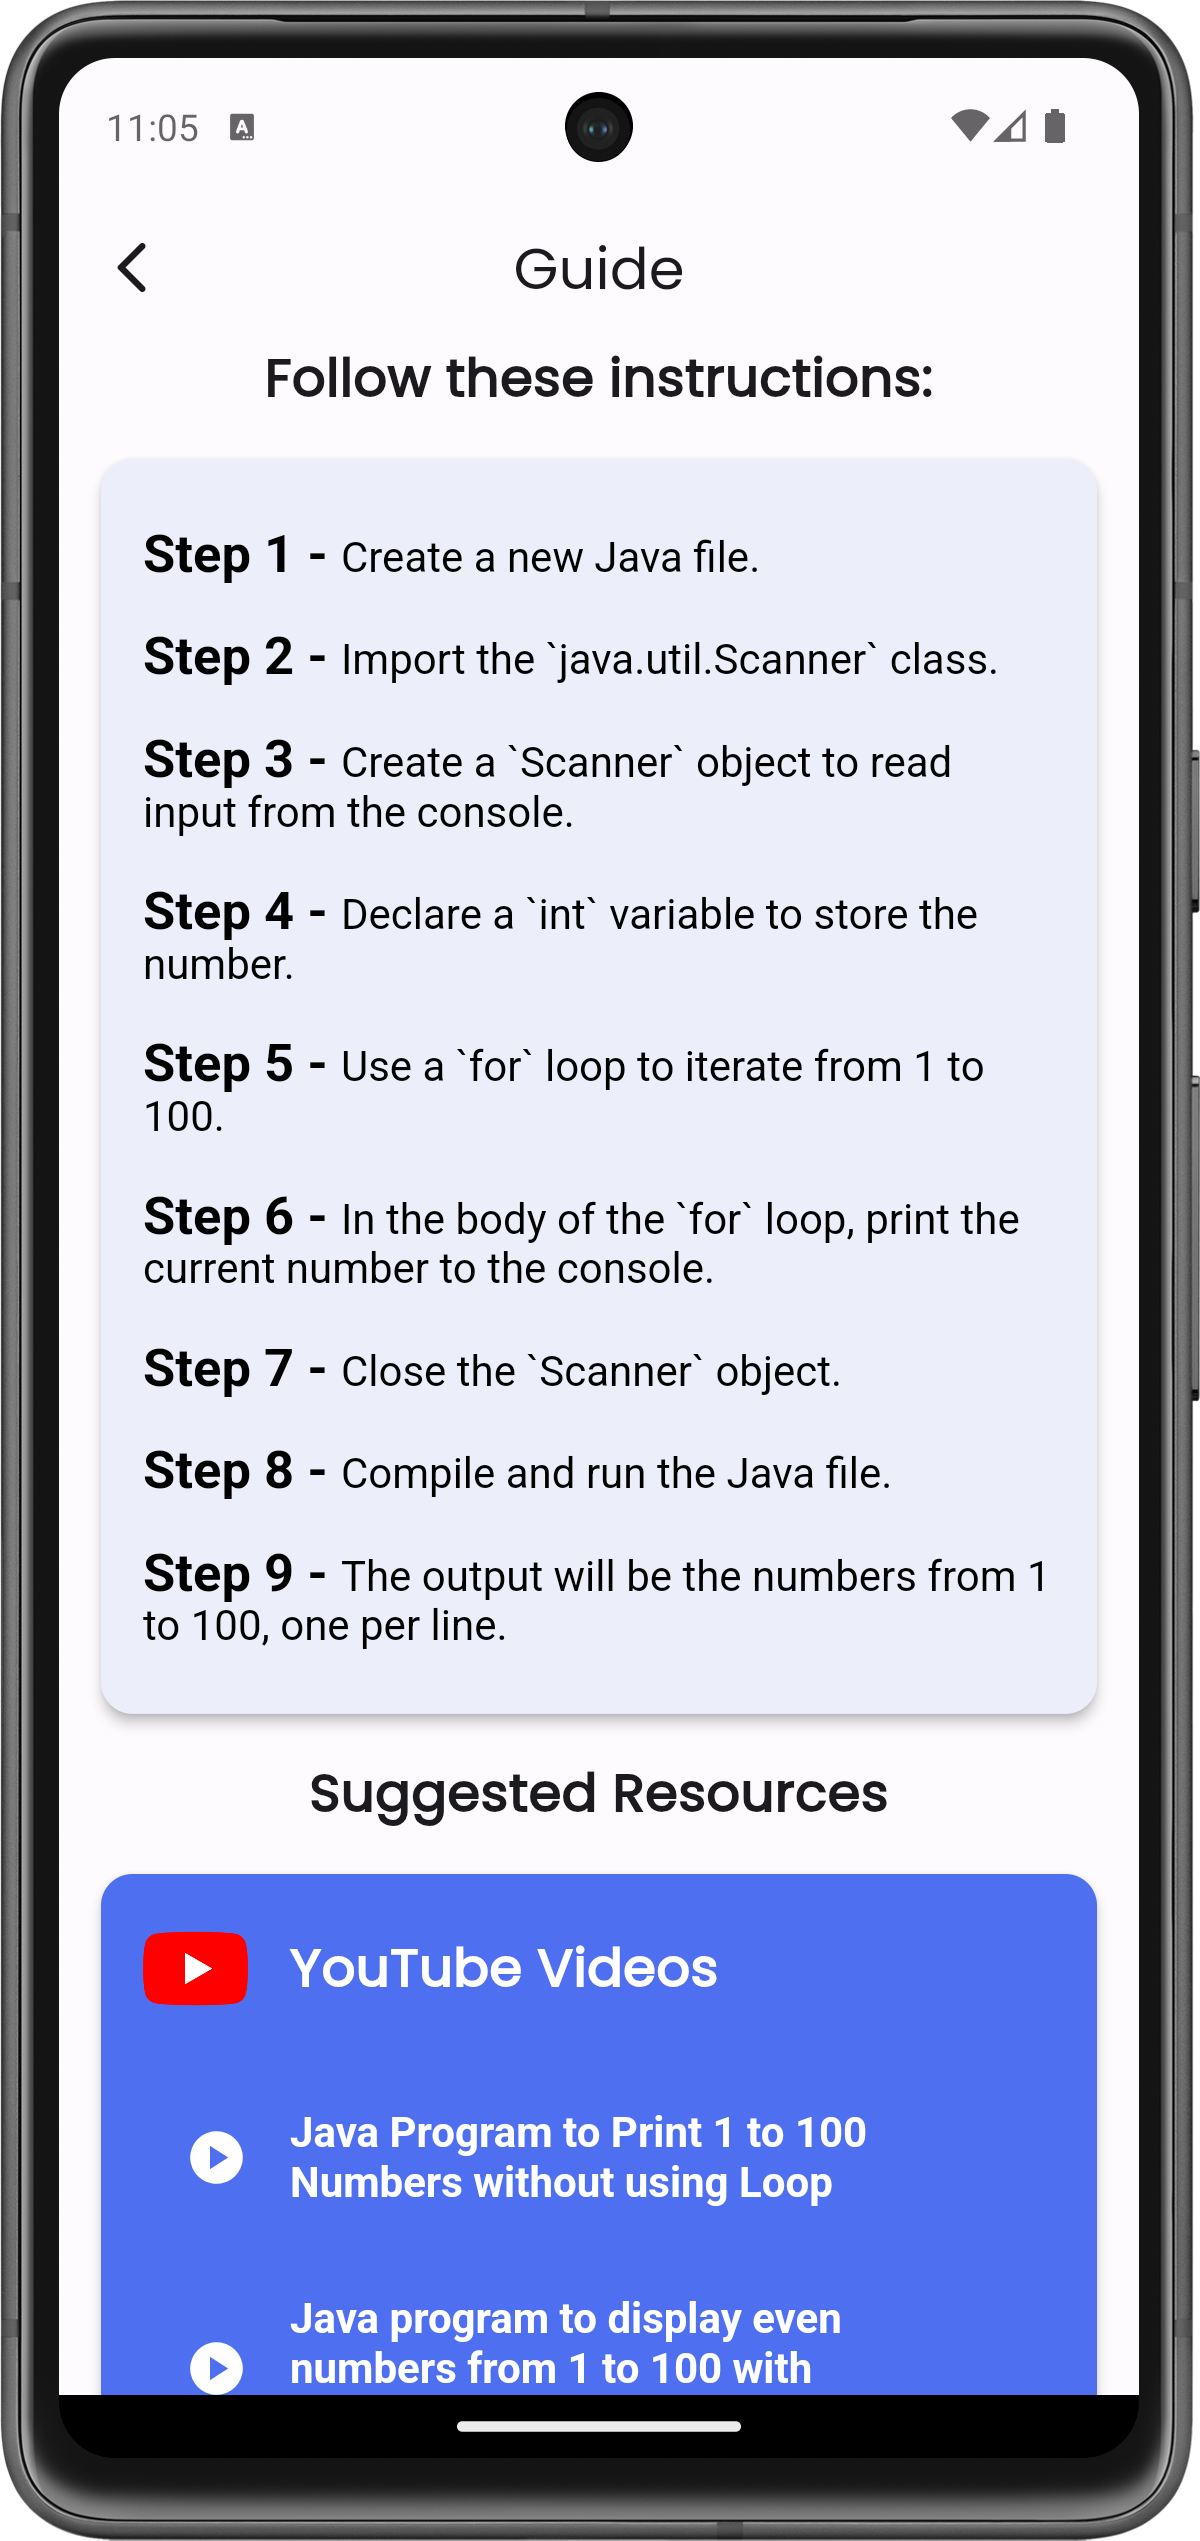 11:05
A
Guide
Follow these instructions:
Step 1 - Create a new Java file.
Step 2 - Import the `java.util.Scanner` class.
Step 3 - Create a `Scanner` object to read
input from the console.
Step 4 - Declare a `int` variable to store the
number.
Step 5 - Use a `for` loop to iterate from 1 to
100.
Step 6 - In the body of the `for` loop, print the
current number to the console.
Step 7 - Close the `Scanner` object.
Step 8 - Compile and run the Java file.
Step 9 - The output will be the numbers from 1
to 100, one per line.
Suggested Resources
YouTube Videos
Java Program to Print 1 to 100
Numbers without using Loop
Java program to display even
numbers from 1 to 100 with